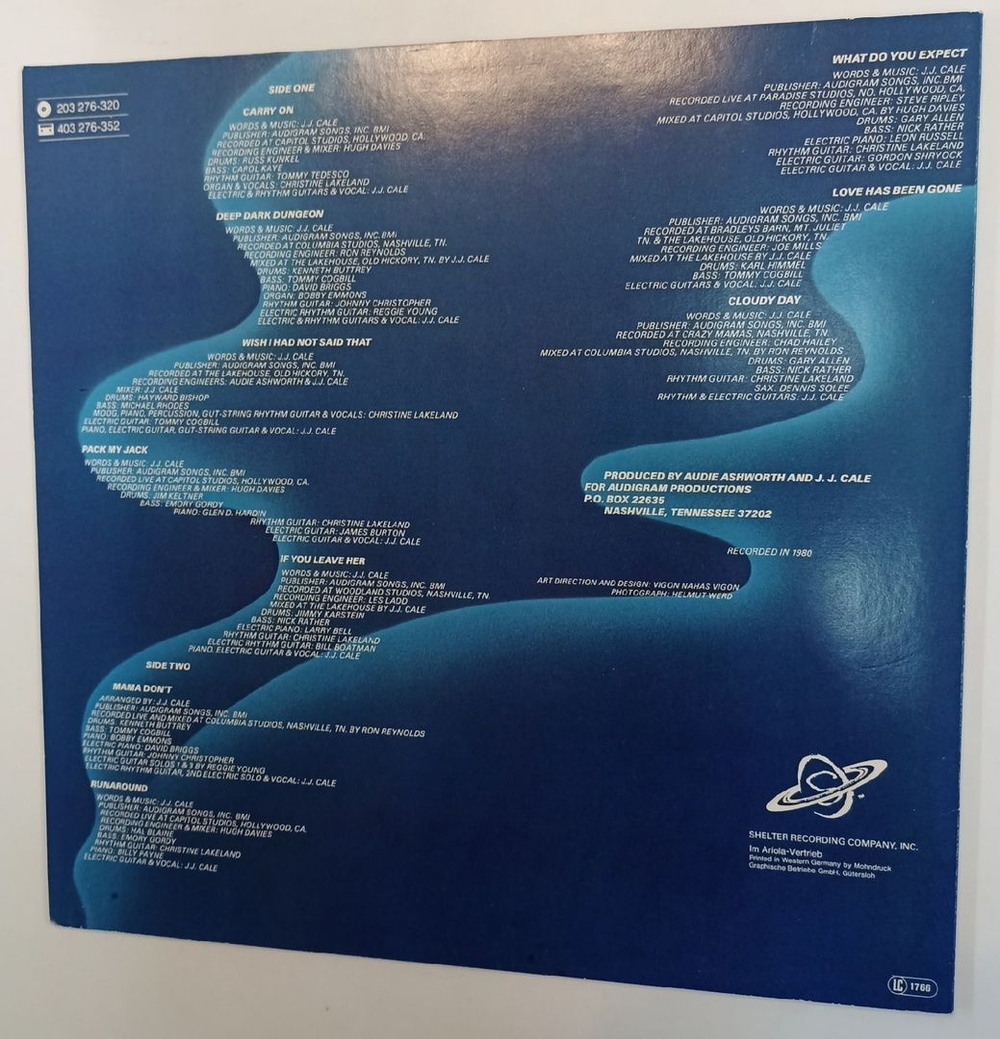 203 276-320
403 276-352
SIDE ONE
CARRY ON
WORDS & MUSIC: J.J. CALE
PUBLISHER: AUDIGRAM SONGS, INC. BMI
RECORDED AT CAPITOL STUDIOS, HOLLYWOOD, CA.
RECORDING ENGINEER & MIXER: HUGH DAVIES
DRUMS: RUSS KUNKEL
BASS: CAROL KAYE
RHYTHM GUITAR: TOMMY TEDESCO
ORGAN & VOCALS: CHRISTINE LAKELAND
ELECTRIC & RHYTHM GUITARS & VOCAL: J.J. CALE
DEEP DARK DUNGEON
WORDS & MUSIC: J.J. CALE
PUBLISHER: AUDIGRAM SONGS, INC. BMI
RECORDED AT COLUMBIA STUDIOS, NASHVILLE, TN.
RECORDING ENGINEER: RON REYNOLDS
MIXED AT THE LAKEHOUSE, OLD HICKORY, TN. BY J.J. CALE
DRUMS: KENNETH BUTTREY
BASS: TOMMY COGBILL
PIANO: DAVID BRIGGS
ORGAN: BOBBY EMMONS
RHYTHM GUITAR: JOHNNY CHRISTOPHER
ELECTRIC RHYTHM GUITAR: REGGIE YOUNG
ELECTRIC & RHYTHM GUITARS & VOCAL: J.J. CALE
WISH I HAD NOT SAID THAT
WORDS & MUSIC: J.J. CALE
PUBLISHER: AUDIGRAM SONGS, INC. BMI
RECORDED AT THE LAKEHOUSE, OLD HICKORY, TN.
RECORDING ENGINEERS: AUDIE ASHWORTH & J.J. CALE
MIXER: J.J. CALE
DRUMS: HAYWARD BISHOP
BASS: MICHAEL RHODES
MOOG, PIANO, PERCUSSION, GUT-STRING RHYTHM GUITAR & VOCALS: CHRISTINE LAKELAND
ELECTRIC GUITAR: TOMMY COGBILL
PIANO, ELECTRIC GUITAR, GUT-STRING GUITAR & VOCAL: J.J. CALE
PACK MY JACK
WORDS & MUSIC: J.J. CALE
PUBLISHER: AUDIGRAM SONGS, INC. BMI
RECORDED LIVE AT CAPITOL STUDIOS, HOLLYWOOD, CA.
RECORDING ENGINEER & MIXER: HUGH DAVIES
DRUMS: JIM KELTNER
BASS: EMORY GORDY
PIANO: GLEN D. HARDIN
RHYTHM GUITAR: CHRISTINE LAKELAND
ELECTRIC GUITAR: JAMES BURTON
ELECTRIC GUITAR & VOCAL: J.J. CALE
IF YOU LEAVE HER
WORDS & MUSIC: J.J. CALE
PUBLISHER: AUDIGRAM SONGS, INC. BMI
RECORDED AT WOODLAND STUDIOS, NASHVILLE, TN.
RECORDING ENGINEER: LES LADD
MIXED AT THE LAKEHOUSE BY J.J. CALE
DRUMS: JIMMY KARSTEIN
BASS: NICK RATHER
ELECTRIC PIANO: LARRY BELL
RHYTHM GUITAR: CHRISTINE LAKELAND
ELECTRIC RHYTHM GUITAR: BILL BOATMAN
PIANO, ELECTRIC GUITAR & VOCAL: J.J. CALE
SIDE TWO
MAMA DON'T
ARRANGED BY: J.J. CALE
PUBLISHER: AUDIGRAM SONGS, INC. BMI
RECORDED LIVE AND MIXED AT COLUMBIA STUDIOS, NASHVILLE, TN. BY RON REYNOLDS
DRUMS: KENNETH BUTTREY
BASS: TOMMY COGBILL
PIANO: BOBBY EMMONS
ELECTRIC PIANO: DAVID BRIGGS
RHYTHM GUITAR: JOHNNY CHRISTOPHER
ELECTRIC GUITAR SOLOS 1 & 3 BY REGGIE YOUNG
ELECTRIC RHYTHM GUITAR, 2ND ELECTRIC SOLO & VOCAL: J.J. CALE
RUNAROUND
WORDS & MUSIC: J.J. CALE
PUBLISHER: AUDIGRAM SONGS, INC. BMI
RECORDED LIVE AT CAPITOL STUDIOS, HOLLYWOOD, CA.
RECORDING ENGINEER & MIXER: HUGH DAVIES
DRUMS: HAL BLAINE
BASS: EMORY GORDY
RHYTHM GUITAR: CHRISTINE LAKELAND
PIANO: BILLY PAYNE
ELECTRIC GUITAR & VOCAL: J.J. CALE
WHAT DO YOU EXPECT
WORDS & MUSIC: J.J. CALE
PUBLISHER: AUDIGRAM SONGS, INC. BMI
RECORDED LIVE AT PARADISE STUDIOS, NO. HOLLYWOOD, CA.
RECORDING ENGINEER: STEVE RIPLEY
MIXED AT CAPITOL STUDIOS, HOLLYWOOD, CA. BY HUGH DAVIES
DRUMS: GARY ALLEN
BASS: NICK RATHER
ELECTRIC PIANO: LEON RUSSELL
RHYTHM GUITAR: CHRISTINE LAKELAND
ELECTRIC GUITAR: GORDON SHRYOCK
ELECTRIC GUITAR & VOCAL: J.J. CALE
LOVE HAS BEEN GONE
WORDS & MUSIC: J.J. CALE
PUBLISHER: AUDIGRAM SONGS, INC. BMI
RECORDED AT BRADLEYS BARN, MT. JULIET
TN. & THE LAKEHOUSE, OLD HICKORY, TN.
RECORDING ENGINEER: JOE MILLS
MIXED AT THE LAKEHOUSE BY J.J. CALE
DRUMS: KARL HIMMEL
BASS: TOMMY COGBILL
ELECTRIC GUITARS & VOCAL: J.J. CALE
CLOUDY DAY
WORDS & MUSIC: J.J. CALE
PUBLISHER: AUDIGRAM SONGS, INC. BMI
RECORDED AT CRAZY MAMAS, NASHVILLE, TN.
RECORDING ENGINEER: CHAD HAILEY
MIXED AT COLUMBIA STUDIOS, NASHVILLE, TN. BY RON REYNOLDS
DRUMS: GARY ALLEN
BASS: NICK RATHER
RHYTHM GUITAR: CHRISTINE LAKELAND
SAX: DENNIS SOLEE
RHYTHM & ELECTRIC GUITARS: J.J. CALE
PRODUCED BY AUDIE ASHWORTH AND J. J. CALE
FOR AUDIGRAM PRODUCTIONS
P.O. BOX 22635
NASHVILLE, TENNESSEE 37202
RECORDED IN 1980
ART DIRECTION AND DESIGN: VIGON NAHAS VIGON
PHOTOGRAPH: HELMUT WERB
SHELTER RECORDING COMPANY, INC.
Im Ariola-Vertrieb
Printed in Western Germany by Mohndruck
Graphische Betriebe GmbH, Gütersloh
LC 1766